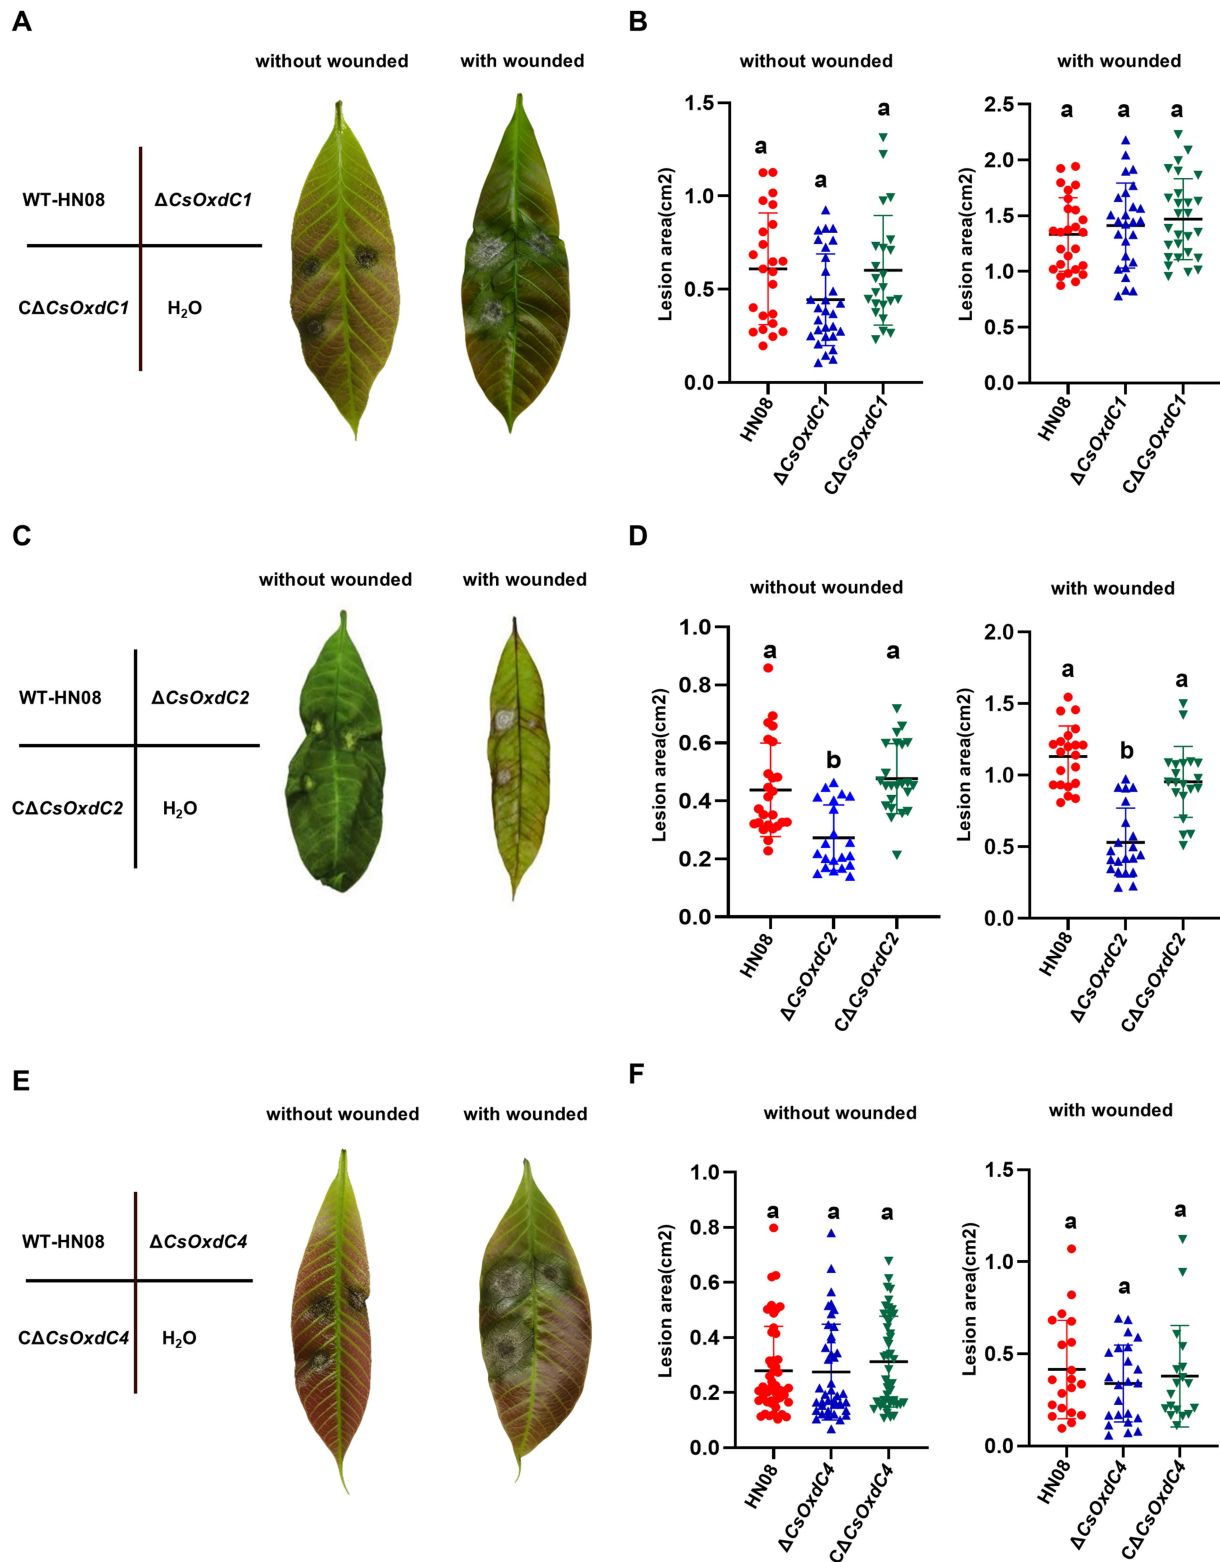 A
without wounded with wounded
WT-HN08 ΔCsOxdC1
CΔCsOxdC1 H₂O
B
without wounded
Lesion area(cm2)
1.5
1.0
0.5
0.0
a a a
HN08 ΔCsOxdC1 CΔCsOxdC1
with wounded
Lesion area(cm2)
2.5
2.0
1.5
1.0
0.5
0.0
a a a
HN08 ΔCsOxdC1 CΔCsOxdC1
C
without wounded with wounded
WT-HN08 ΔCsOxdC2
CΔCsOxdC2 H₂O
D
without wounded
Lesion area(cm2)
1.0
0.8
0.6
0.4
0.2
0.0
a b a
HN08 ΔCsOxdC2 CΔCsOxdC2
with wounded
Lesion area(cm2)
2.0
1.5
1.0
0.5
0.0
a b a
HN08 ΔCsOxdC2 CΔCsOxdC2
E
without wounded with wounded
WT-HN08 ΔCsOxdC4
CΔCsOxdC4 H₂O
F
without wounded
Lesion area(cm2)
1.0
0.8
0.6
0.4
0.2
0.0
a a a
HN08 ΔCsOxdC4 CΔCsOxdC4
with wounded
Lesion area(cm2)
1.5
1.0
0.5
0.0
a a a
HN08 ΔCsOxdC4 CΔCsOxdC4